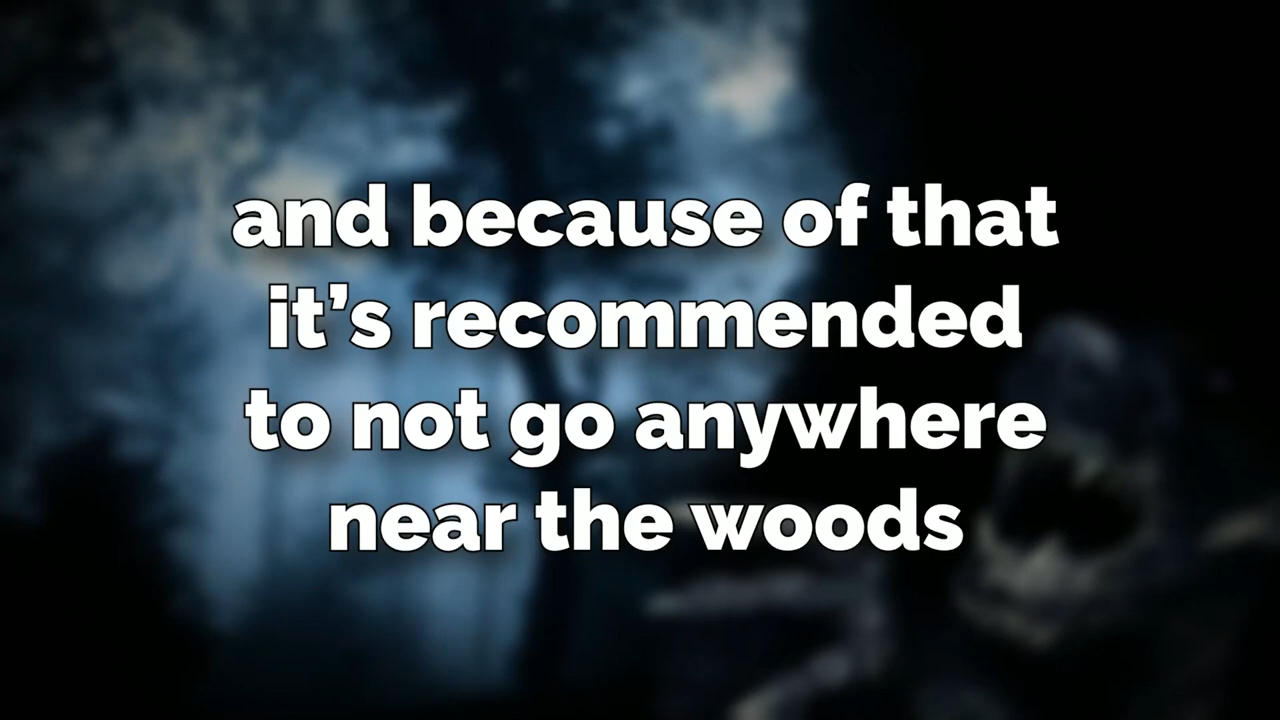 and because of that
it’s recommended
to not go anywhere
near the woods